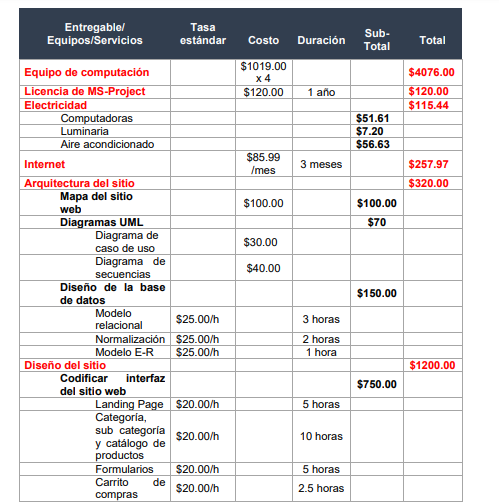 Entregable/ Equipos/Servicios Tasa estándar Costo Duración Sub-Total Total
Equipo de computación $1019.00 x 4 $4076.00
Licencia de MS-Project $120.00 1 año $120.00
Electricidad $115.44
Computadoras $51.61
Luminaria $7.20
Aire acondicionado $56.63
Internet $85.99 /mes 3 meses $257.97
Arquitectura del sitio $320.00
Mapa del sitio web $100.00 $100.00
Diagramas UML $70
Diagrama de caso de uso $30.00
Diagrama de secuencias $40.00
Diseño de la base de datos $150.00
Modelo relacional $25.00/h 3 horas
Normalización $25.00/h 2 horas
Modelo E-R $25.00/h 1 hora
Diseño del sitio $1200.00
Codificar interfaz del sitio web $750.00
Landing Page $20.00/h 5 horas
Categoría, sub categoría y catálogo de productos $20.00/h 10 horas
Formularios $20.00/h 5 horas
Carrito de compras $20.00/h 2.5 horas